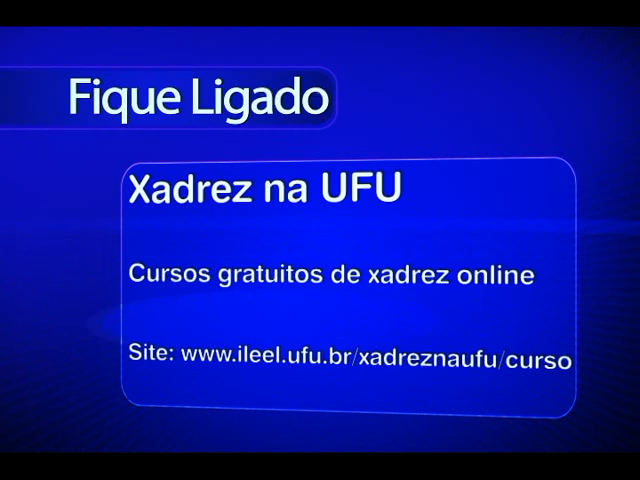 Fique Ligado
Xadrez na UFU
Cursos gratuitos de xadrez online
Site: www.ileel.ufu.br/xadreznaufu/curso